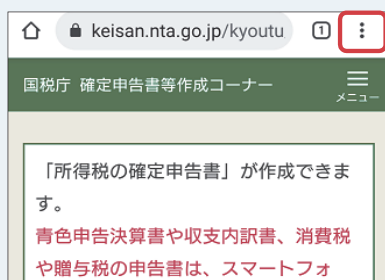 keisan.nta.go.jp/kyoutu 1
国税庁 確定申告書等作成コーナー
メニュー
「所得税の確定申告書」が作成できま
す。
青色申告決算書や収支内訳書、消費税
や贈与税の申告書は、スマートフォ